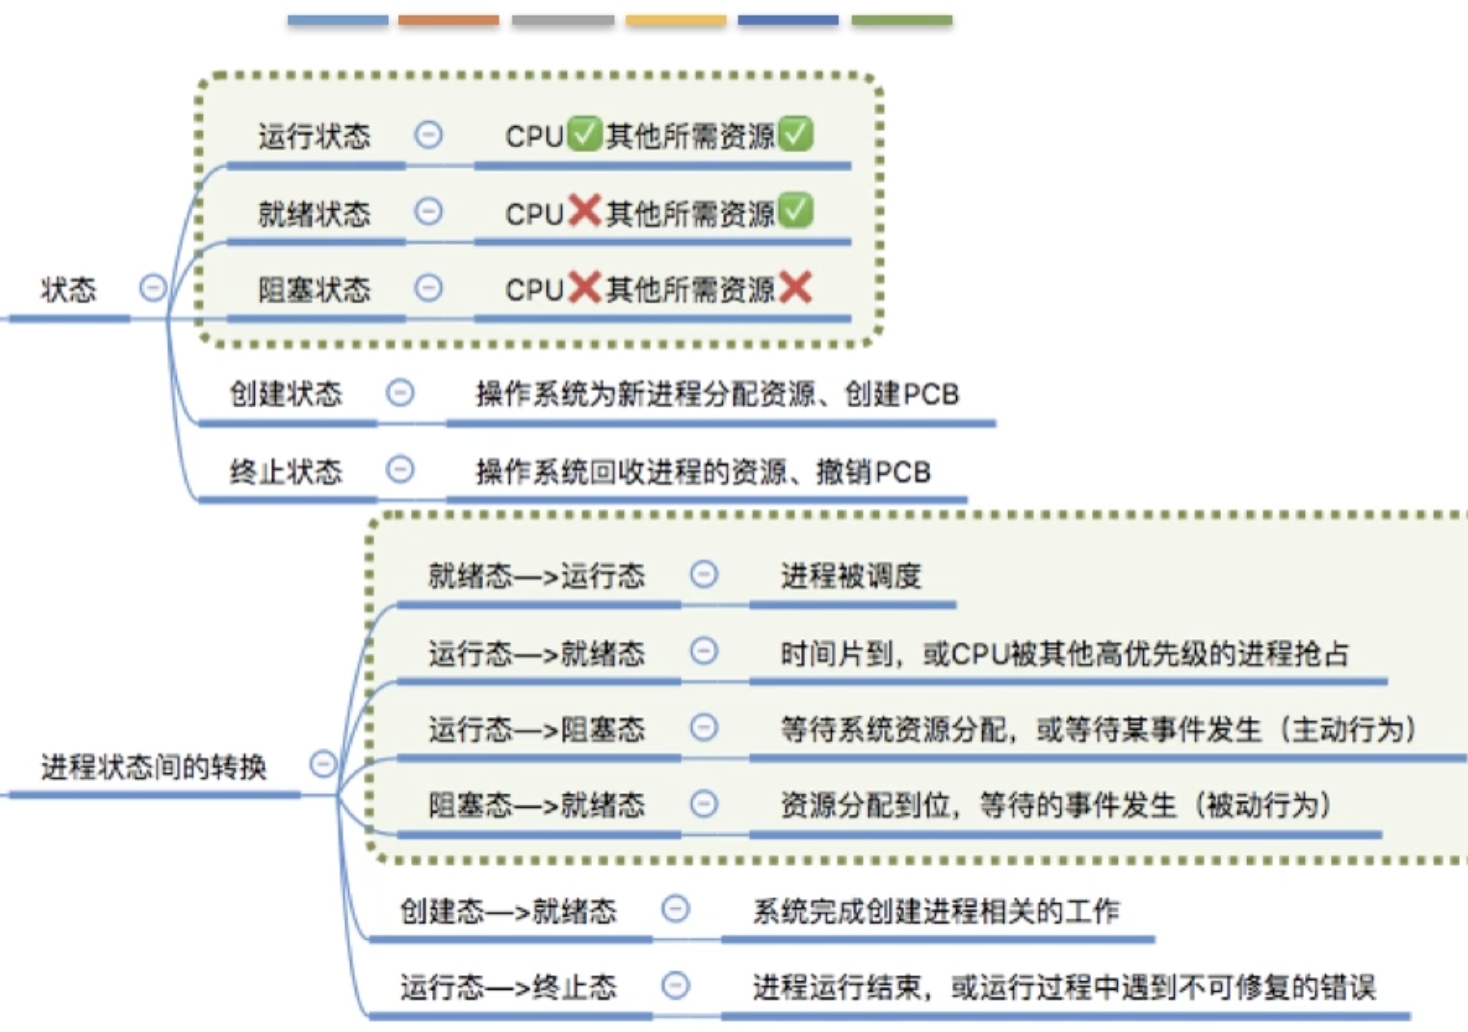 运行状态 CPU✅其他所需资源✅
就绪状态 CPU❌其他所需资源✅
状态
阻塞状态 CPU❌其他所需资源❌
创建状态 操作系统为新进程分配资源、创建PCB
终止状态 操作系统回收进程的资源、撤销PCB
就绪态—>运行态 进程被调度
运行态—>就绪态 时间片到，或CPU被其他高优先级的进程抢占
运行态—>阻塞态 等待系统资源分配，或等待某事件发生（主动行为）
进程状态间的转换
阻塞态—>就绪态 资源分配到位，等待的事件发生（被动行为）
创建态—>就绪态 系统完成创建进程相关的工作
运行态—>终止态 进程运行结束，或运行过程中遇到不可修复的错误